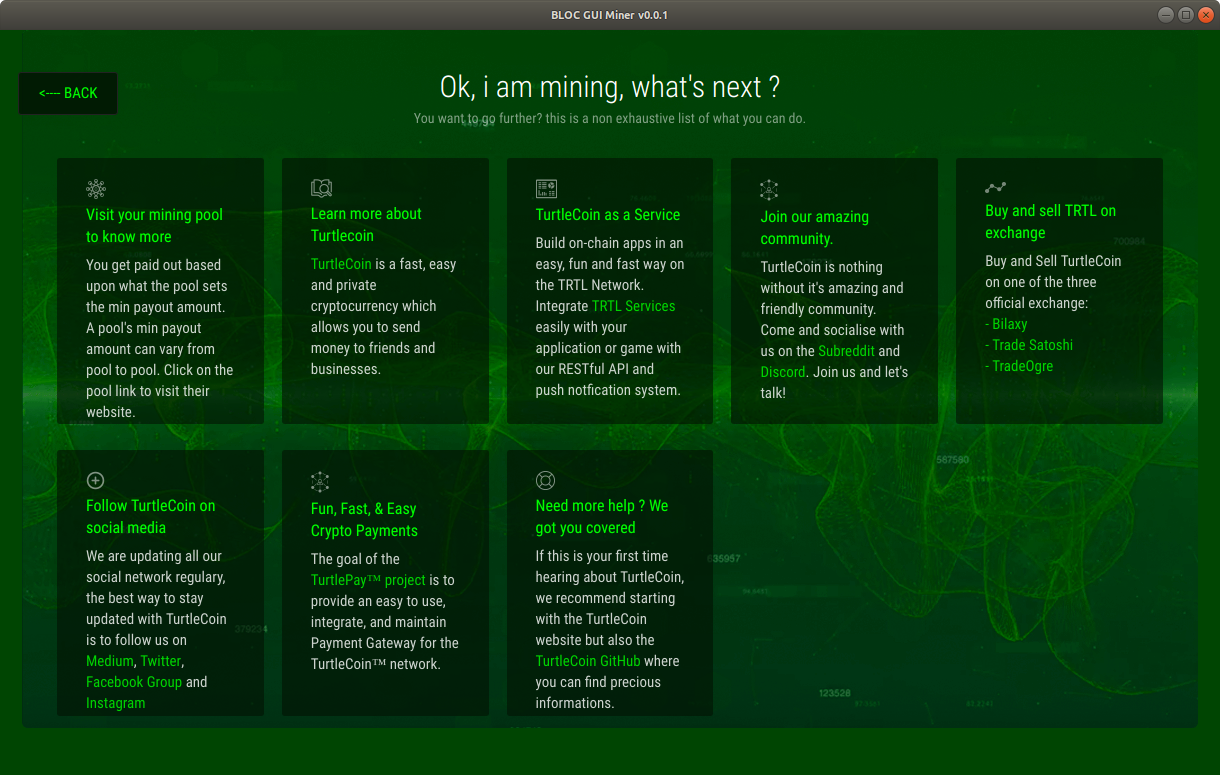 BLOC GUI Miner v0.0.1
<---- BACK
Ok, i am mining, what's next ?
You want to go further? this is a non exhaustive list of what you can do.
Visit your mining pool
to know more
You get paid out based
upon what the pool sets
the min payout amount.
A pool's min payout
amount can vary from
pool to pool. Click on the
pool link to visit their
website.
Learn more about
Turtlecoin
TurtleCoin is a fast, easy
and private
cryptocurrency which
allows you to send
money to friends and
businesses.
TurtleCoin as a Service
Build on-chain apps in an
easy, fun and fast way on
the TRTL Network.
Integrate TRTL Services
easily with your
application or game with
our RESTful API and
push notfication system.
Join our amazing
community.
TurtleCoin is nothing
without it's amazing and
friendly community.
Come and socialise with
us on the Subreddit and
Discord. Join us and let's
talk!
Buy and sell TRTL on
exchange
Buy and Sell TurtleCoin
on one of the three
official exchange:
- Bilaxy
- Trade Satoshi
- TradeOgre
Follow TurtleCoin on
social media
We are updating all our
social network regulary,
the best way to stay
updated with TurtleCoin
is to follow us on
Medium, Twitter,
Facebook Group and
Instagram
Fun, Fast, & Easy
Crypto Payments
The goal of the
TurtlePay™ project is to
provide an easy to use,
integrate, and maintain
Payment Gateway for the
TurtleCoin™ network.
Need more help ? We
got you covered
If this is your first time
hearing about TurtleCoin,
we recommend starting
with the TurtleCoin
website but also the
TurtleCoin GitHub where
you can find precious
informations.
700984
587560
635957
379234
123528